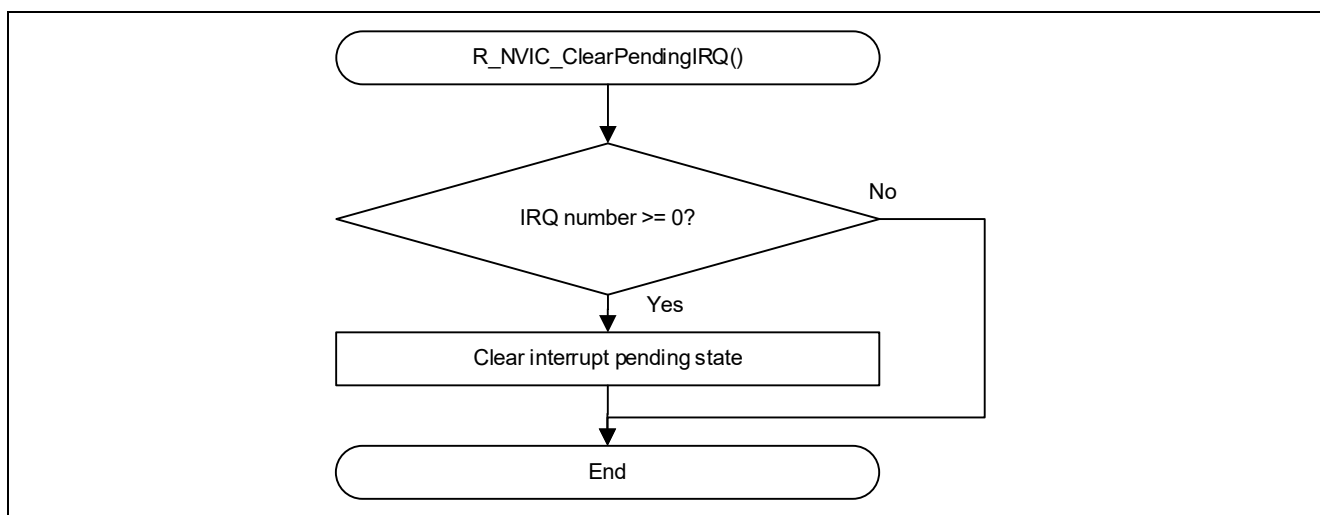 R_NVIC_ClearPendingIRQ()
No
IRQ number >= 0?
Yes
Clear interrupt pending state
End